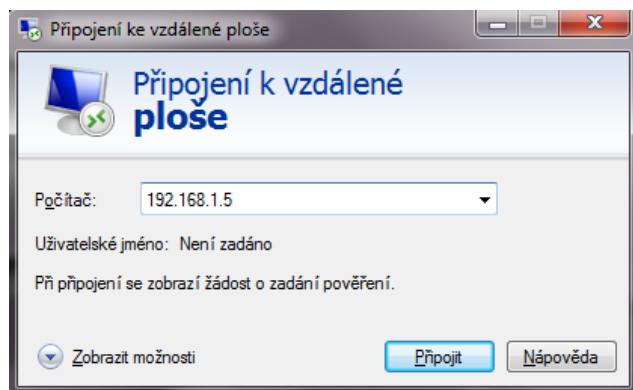 Připojení ke vzdálené ploše
Připojení k vzdálené
ploše
Počítač: 192.168.1.5
Uživatelské jméno: Není zadáno
Při připojení se zobrazí žádost o zadání pověření.
Zobrazit možnosti Připojit Nápověda